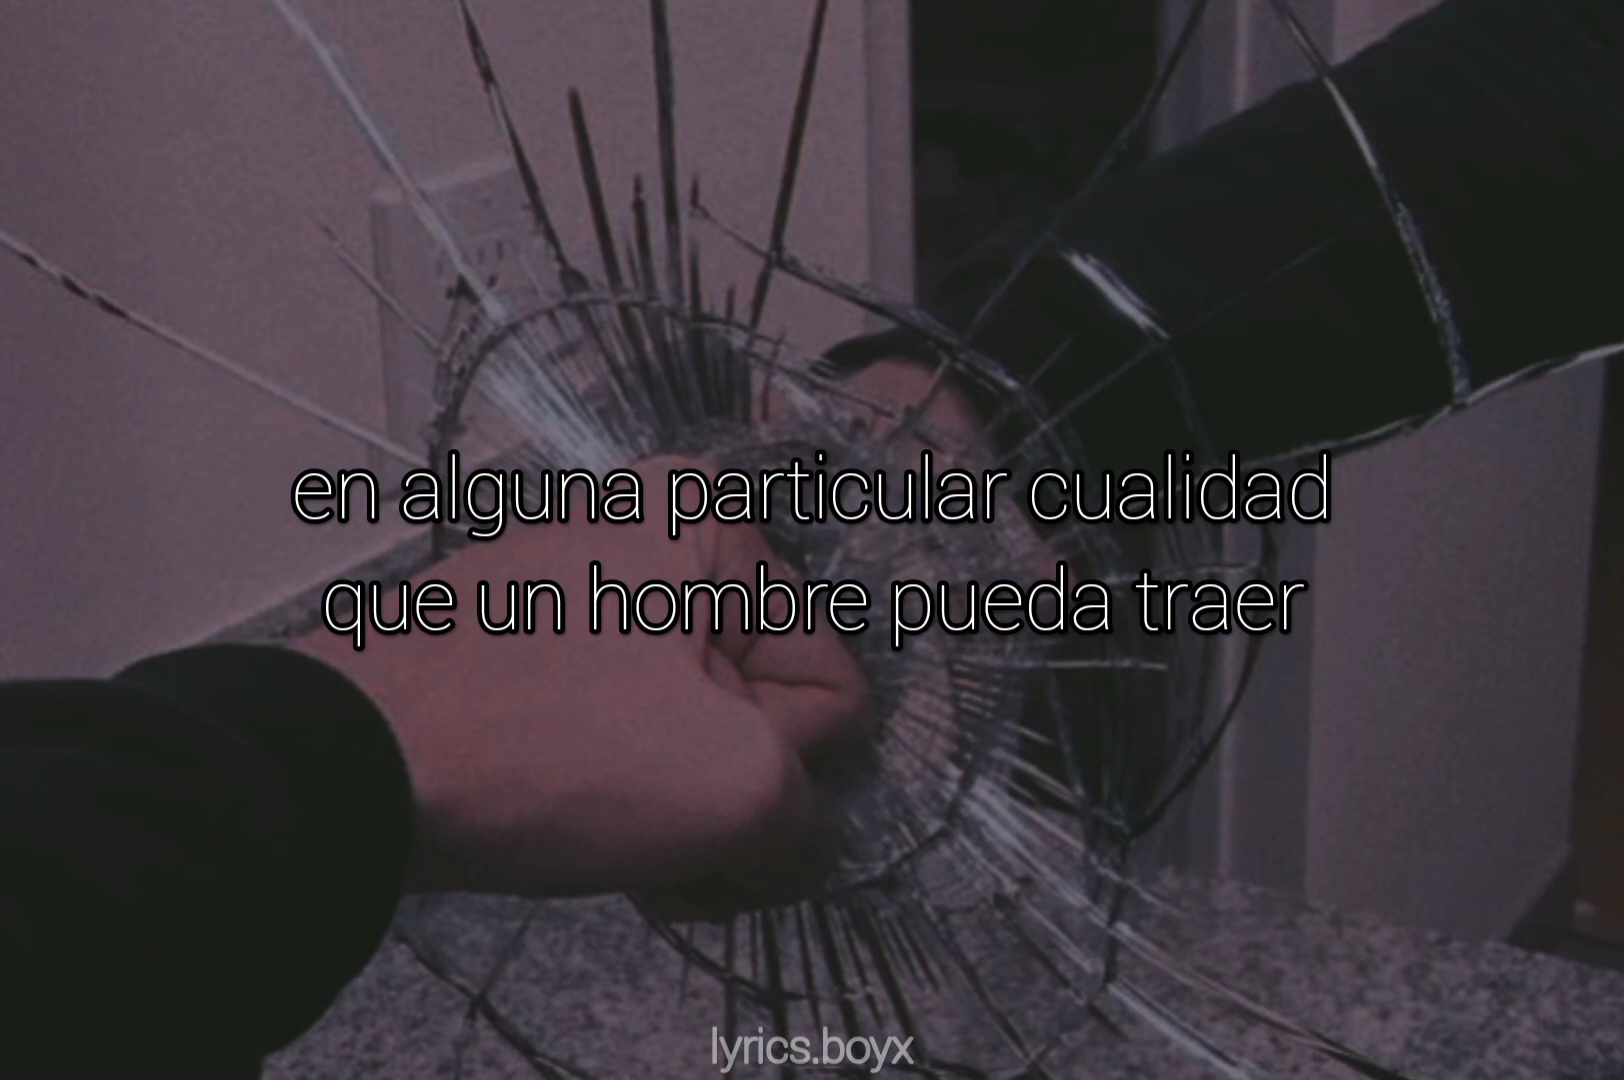 en alguna particular cualidad
que un hombre pueda traer
lyrics.boyx